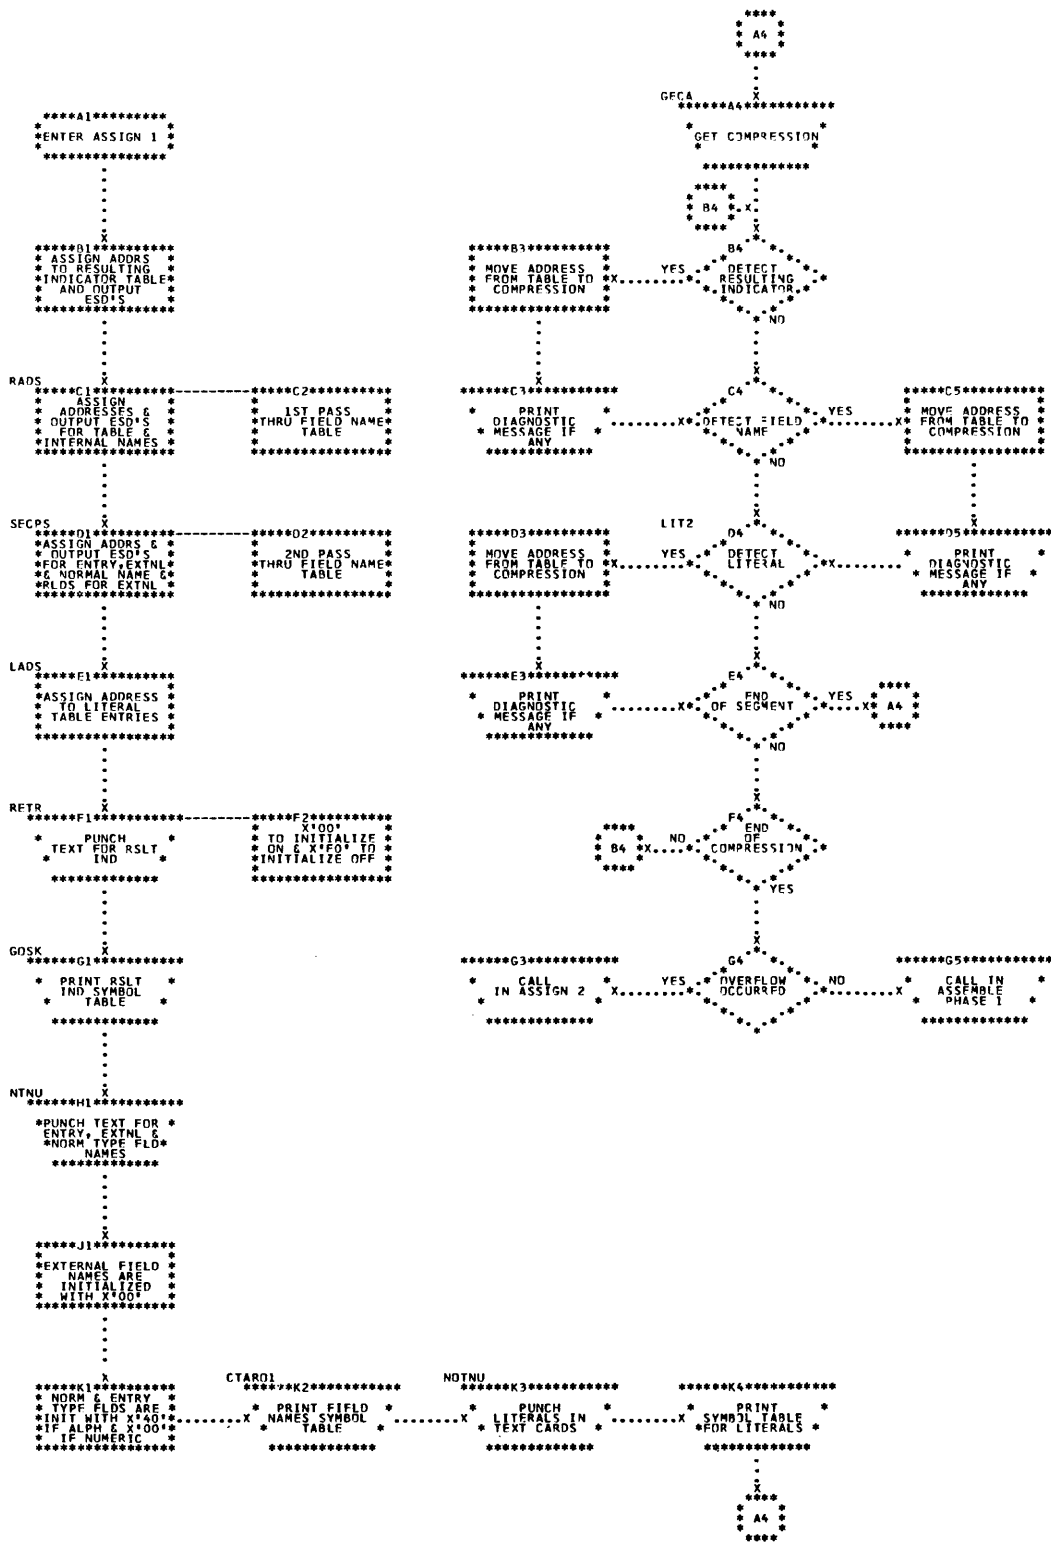 A4
GECA
A4
GET COMPRESSION
B4
B4
DETECT
RESULTING
INDICATOR
YES
NO
B3
MOVE ADDRESS
FROM TABLE TO
COMPRESSION
C3
PRINT
DIAGNOSTIC
MESSAGE IF
ANY
C4
DETECT FIELD
NAME
YES
NO
C5
MOVE ADDRESS
FROM TABLE TO
COMPRESSION
D5
PRINT
DIAGNOSTIC
MESSAGE IF
ANY
LIT2
D4
DETECT
LITERAL
YES
NO
D3
MOVE ADDRESS
FROM TABLE TO
COMPRESSION
E3
PRINT
DIAGNOSTIC
MESSAGE IF
ANY
E4
END
OF SEGMENT
YES
A4
NO
F4
END
OF
COMPRESSION
NO
B4
YES
G4
OVERFLOW
OCCURRED
YES
G3
CALL
IN ASSIGN 2
NO
G5
CALL IN
ASSEMBLE
PHASE 1
A1
ENTER ASSIGN 1
B1
ASSIGN ADDRS
TO RESULTING
INDICATOR TABLE
AND OUTPUT
ESD'S
RADS
C1
ASSIGN
ADDRESSES &
OUTPUT ESD'S
FOR TABLE &
INTERNAL NAMES
C2
1ST PASS
THRU FIELD NAME
TABLE
SECPS
D1
ASSIGN ADDRS &
OUTPUT ESD'S
FOR ENTRY,EXTNL
& NORMAL NAME &
RLDS FOR EXTNL
D2
2ND PASS
THRU FIELD NAME
TABLE
LADS
E1
ASSIGN ADDRESS
TO LITERAL
TABLE ENTRIES
RETR
F1
PUNCH
TEXT FOR RSLT
IND
F2
X'00'
TO INITIALIZE
ON & X'F0' TO
INITIALIZE OFF
GOSK
G1
PRINT RSLT
IND SYMBOL
TABLE
NTNU
H1
PUNCH TEXT FOR
ENTRY, EXTNL &
NORM TYPE FLD
NAMES
J1
EXTERNAL FIELD
NAMES ARE
INITIALIZED
WITH X'00'
K1
NORM & ENTRY
TYPE FLDS ARE
INIT WITH X'40'
IF ALPH & X'00'
IF NUMERIC
CTARO1
K2
PRINT FIELD
NAMES SYMBOL
TABLE
NOTNU
K3
PUNCH
LITERALS IN
TEXT CARDS
K4
PRINT
SYMBOL TABLE
FOR LITERALS
A4